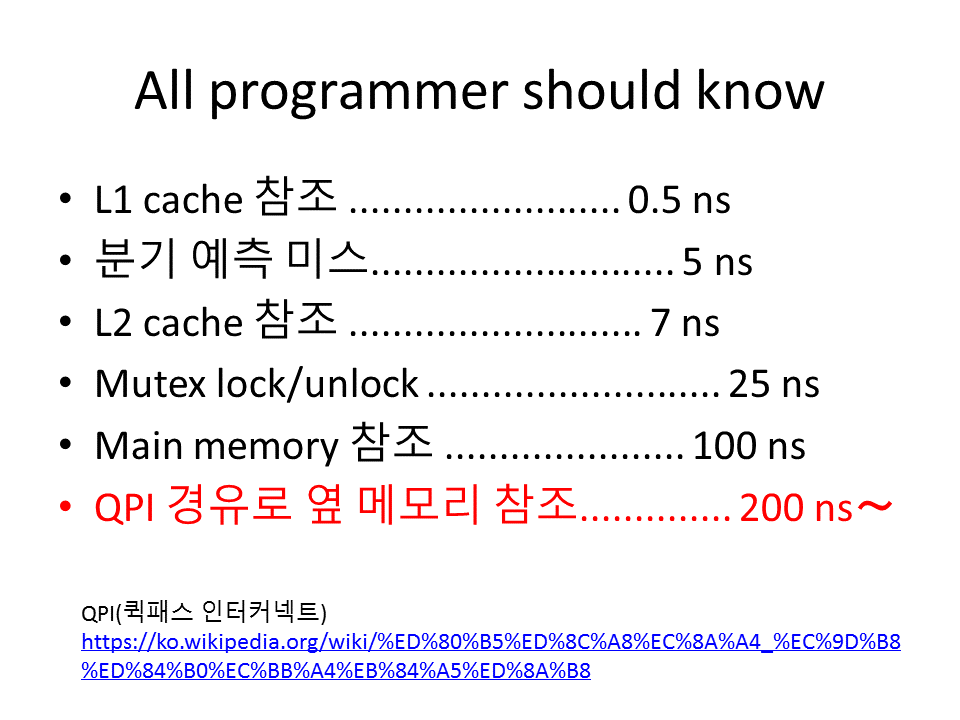 All programmer should know
• L1 cache 참조 ......................... 0.5 ns
• 분기 예측 미스............................ 5 ns
• L2 cache 참조 ........................... 7 ns
• Mutex lock/unlock ........................... 25 ns
• Main memory 참조 ...................... 100 ns
• QPI 경유로 옆 메모리 참조.............. 200 ns～
QPI(퀵패스 인터커넥트)
https://ko.wikipedia.org/wiki/%ED%80%B5%ED%8C%A8%EC%8A%A4_%EC%9D%B8
%ED%84%B0%EC%BB%A4%EB%84%A5%ED%8A%B8